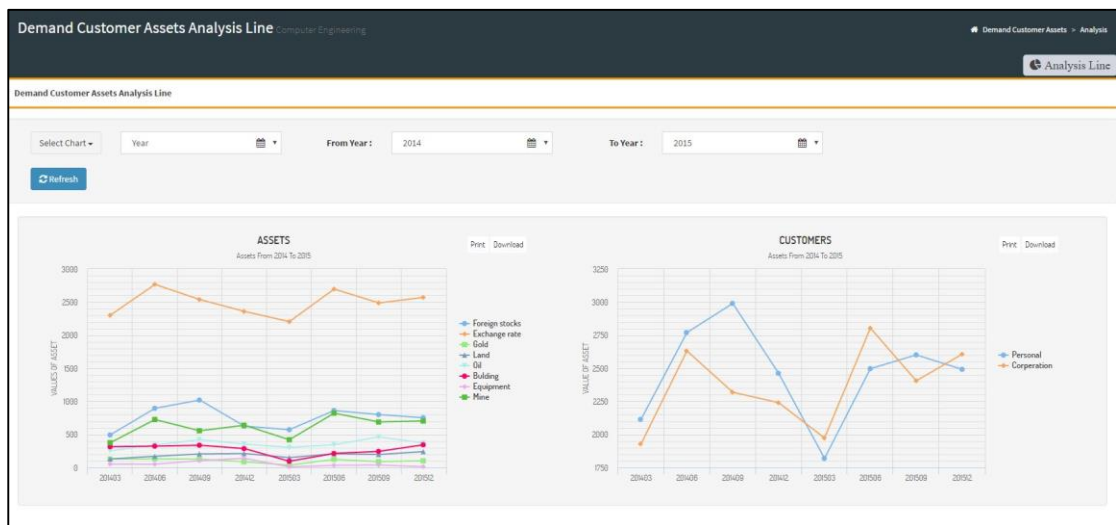 Demand Customer Assets Analysis Line Computer Engineering
Demand Customer Assets > Analysis
Analysis Line
Demand Customer Assets Analysis Line
Select Chart Year From Year : 2014 To Year : 2015
Refresh
ASSETS
Assets From 2014 To 2015
Print Download
VALUES OF ASSET
3000
2500
2000
1500
1000
500
0
201403 201406 201409 201412 201503 201506 201509 201512
Foreign stocks
Exchange rate
Gold
Land
Oil
Bulding
Equipment
Mine
CUSTOMERS
Assets From 2014 To 2015
Print Download
VALUE OF ASSET
3250
3000
2750
2500
2250
2000
1750
201403 201406 201409 201412 201503 201506 201509 201512
Personal
Corperation